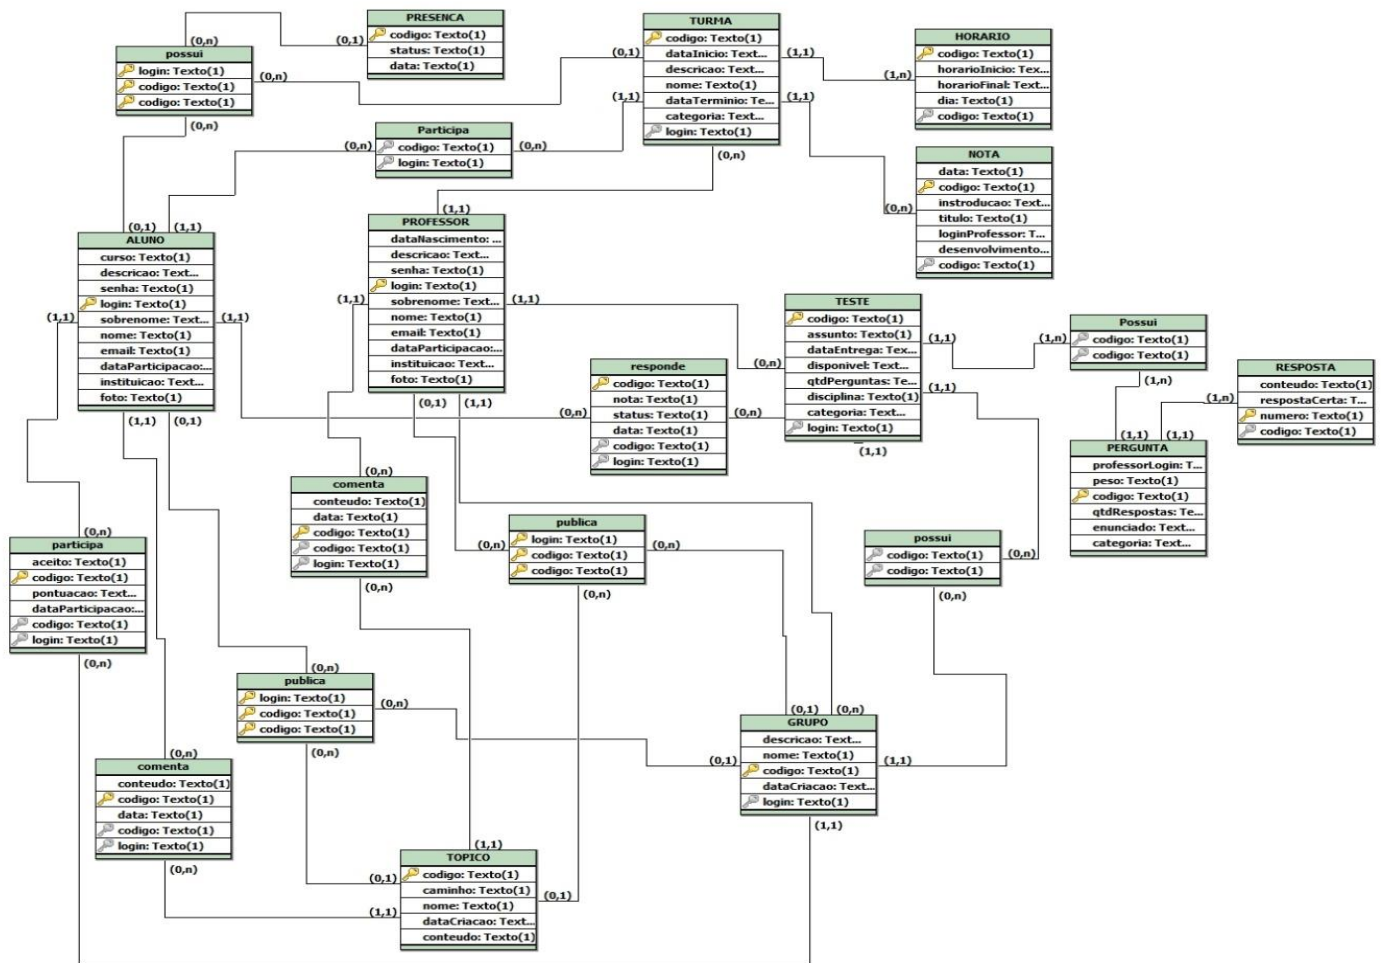 PRESENCA
codigo: Texto(1)
status: Texto(1)
data: Texto(1)
(0,n)
(0,1)
possui
login: Texto(1)
codigo: Texto(1)
codigo: Texto(1)
(0,n)
(0,n)
TURMA
codigo: Texto(1)
dataInicio: Text...
descricao: Text...
nome: Texto(1)
dataTerminio: Te...
categoria: Text...
login: Texto(1)
(0,1)
(1,1)
(1,1)
(1,1)
(0,n)
HORARIO
codigo: Texto(1)
horarioInicio: Tex...
horarioFinal: Text...
dia: Texto(1)
codigo: Texto(1)
(1,n)
Participa
codigo: Texto(1)
login: Texto(1)
(0,n)
(0,n)
NOTA
data: Texto(1)
codigo: Texto(1)
instroducao: Text...
titulo: Texto(1)
loginProfessor: T...
desenvolvimento...
codigo: Texto(1)
(0,n)
(0,1)
(1,1)
ALUNO
curso: Texto(1)
descricao: Text...
senha: Texto(1)
login: Texto(1)
sobrenome: Text...
nome: Texto(1)
email: Texto(1)
dataParticipacao:...
instituicao: Text...
foto: Texto(1)
(1,1)
(1,1)
(1,1)
(0,1)
(1,1)
PROFESSOR
dataNascimento: ...
descricao: Text...
senha: Texto(1)
login: Texto(1)
sobrenome: Text...
nome: Texto(1)
email: Texto(1)
dataParticipacao:...
instituicao: Text...
foto: Texto(1)
(1,1)
(1,1)
(0,1)
(1,1)
TESTE
codigo: Texto(1)
assunto: Texto(1)
dataEntrega: Tex...
disponivel: Text...
qtdPerguntas: Te...
disciplina: Texto(1)
categoria: Text...
login: Texto(1)
(0,n)
(0,n)
(1,1)
(1,1)
(1,1)
Possui
codigo: Texto(1)
codigo: Texto(1)
(1,n)
(1,n)
RESPOSTA
conteudo: Texto(1)
respostaCerta: T...
numero: Texto(1)
codigo: Texto(1)
(1,n)
responde
codigo: Texto(1)
nota: Texto(1)
status: Texto(1)
data: Texto(1)
codigo: Texto(1)
login: Texto(1)
(0,n)
(1,1)
(1,1)
PERGUNTA
professorLogin: T...
peso: Texto(1)
codigo: Texto(1)
qtdRespostas: Te...
enunciado: Text...
categoria: Text...
(0,n)
comenta
conteudo: Texto(1)
data: Texto(1)
codigo: Texto(1)
codigo: Texto(1)
login: Texto(1)
(0,n)
publica
login: Texto(1)
codigo: Texto(1)
codigo: Texto(1)
(0,n)
(0,n)
(0,n)
possui
codigo: Texto(1)
codigo: Texto(1)
(0,n)
(0,n)
(0,n)
participa
aceito: Texto(1)
codigo: Texto(1)
pontuacao: Text...
dataParticipacao:...
codigo: Texto(1)
login: Texto(1)
(0,n)
(0,n)
publica
login: Texto(1)
codigo: Texto(1)
codigo: Texto(1)
(0,n)
(0,n)
(0,1)
(0,n)
GRUPO
descricao: Text...
nome: Texto(1)
codigo: Texto(1)
dataCriacao: Text...
login: Texto(1)
(0,1)
(1,1)
(1,1)
(0,n)
comenta
conteudo: Texto(1)
codigo: Texto(1)
data: Texto(1)
codigo: Texto(1)
login: Texto(1)
(0,n)
(1,1)
TOPICO
codigo: Texto(1)
caminho: Texto(1)
nome: Texto(1)
dataCriacao: Text...
conteudo: Texto(1)
(0,1)
(1,1)
(0,1)